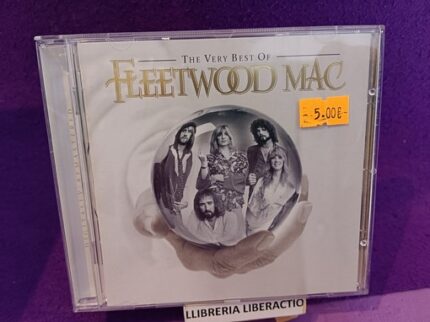 THE VERY BEST OF
FLEETWOOD MAC
5.00€
LLIBRERIA LIBERACTIO